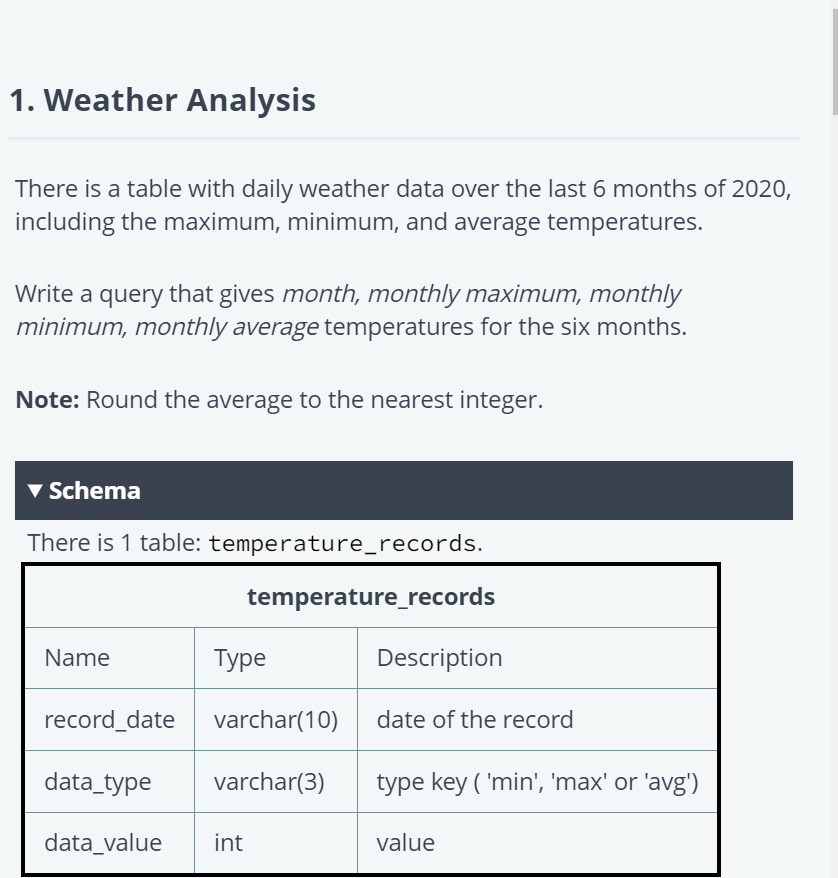 1. Weather Analysis
There is a table with daily weather data over the last 6 months of 2020,
including the maximum, minimum, and average temperatures.
Write a query that gives month, monthly maximum, monthly
minimum, monthly average temperatures for the six months.
Note: Round the average to the nearest integer.
▼ Schema
There is 1 table: temperature_records.
temperature_records
Name Type Description
record_date varchar(10) date of the record
data_type varchar(3) type key ( 'min', 'max' or 'avg')
data_value int value